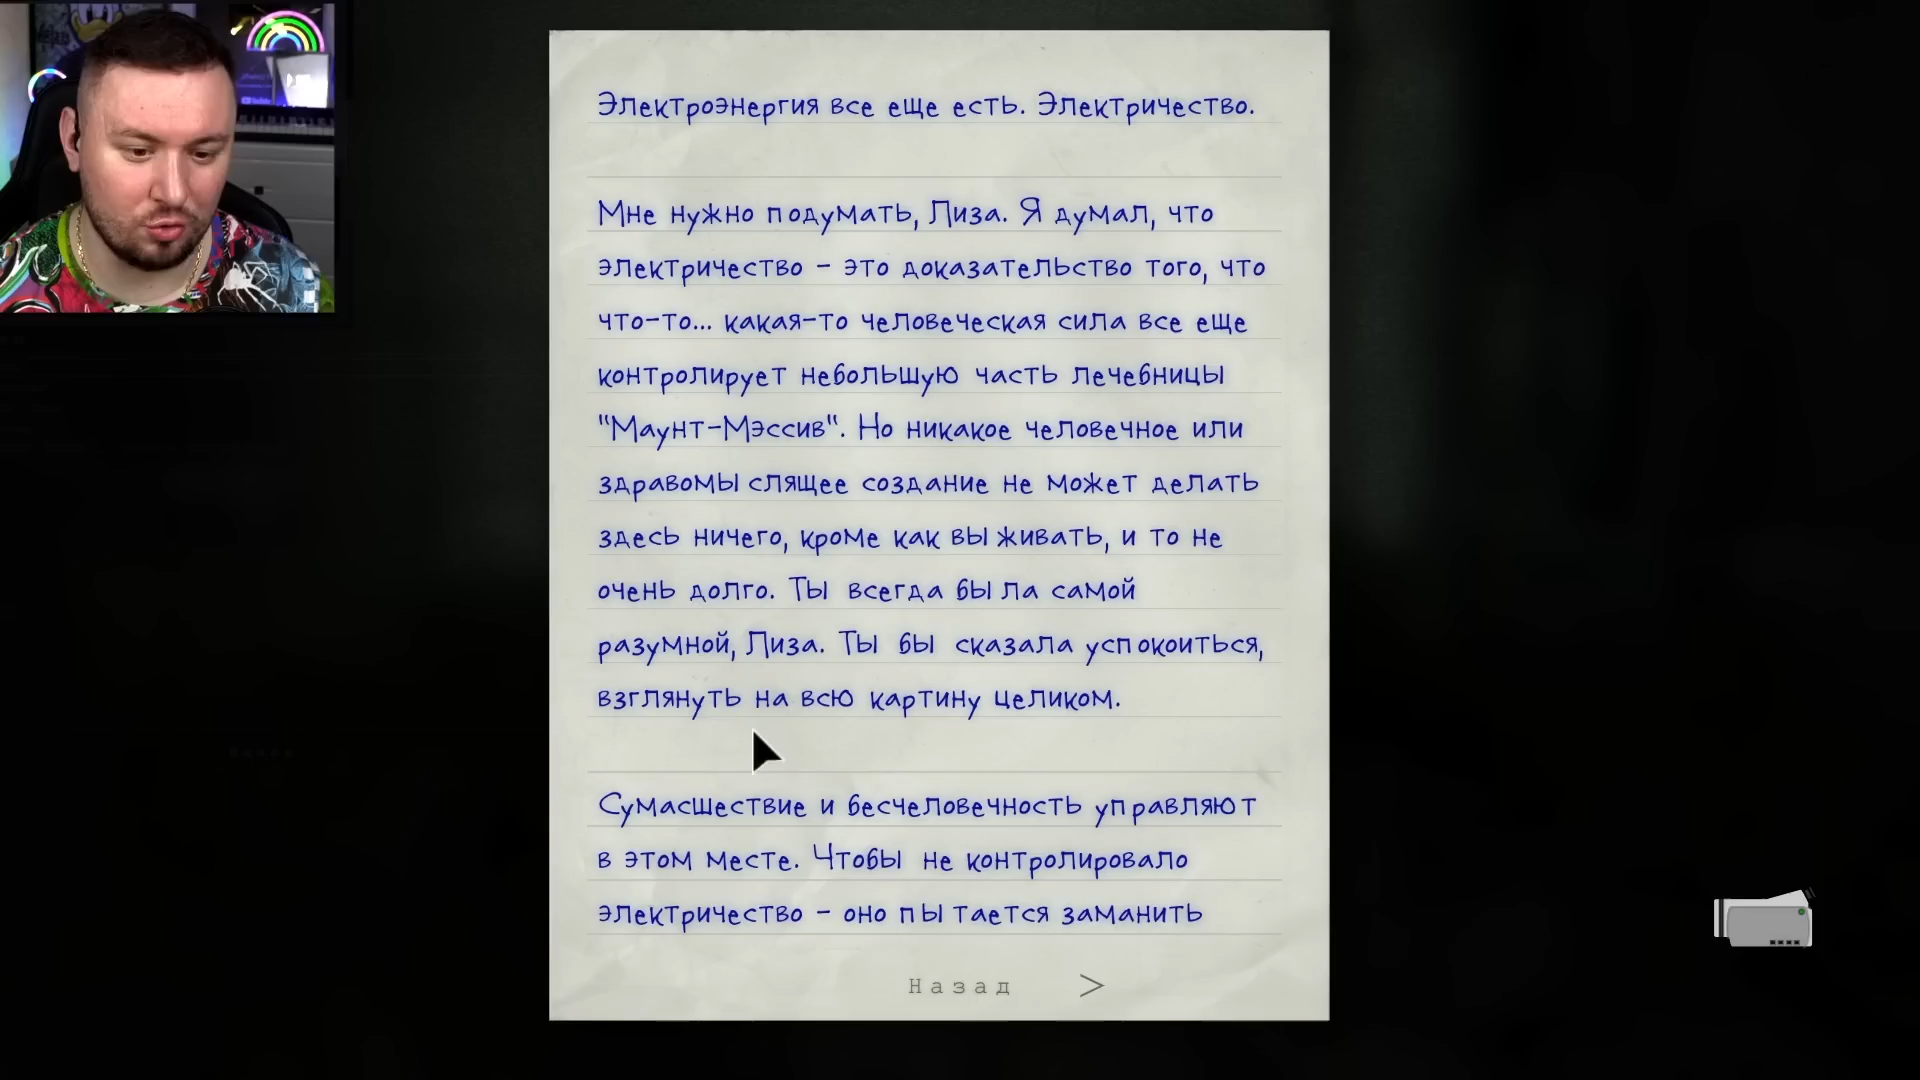 Электроэнергия все еще есть. Электричество.
Мне нужно подумать, Лиза. Я думал, что
электричество - это доказательство того, что
что-то... какая-то человеческая сила все еще
контролирует небольшую часть лечебницы
"Маунт-Мэссив". Но никакое человечное или
здравомыслящее создание не может делать
здесь ничего, кроме как выживать, и то не
очень долго. Ты всегда была самой
разумной, Лиза. Ты бы сказала успокоиться,
взглянуть на всю картину целиком.
Сумасшествие и бесчеловечность управляют
в этом месте. Чтобы не контролировало
электричество - оно пытается заманить
Назад >